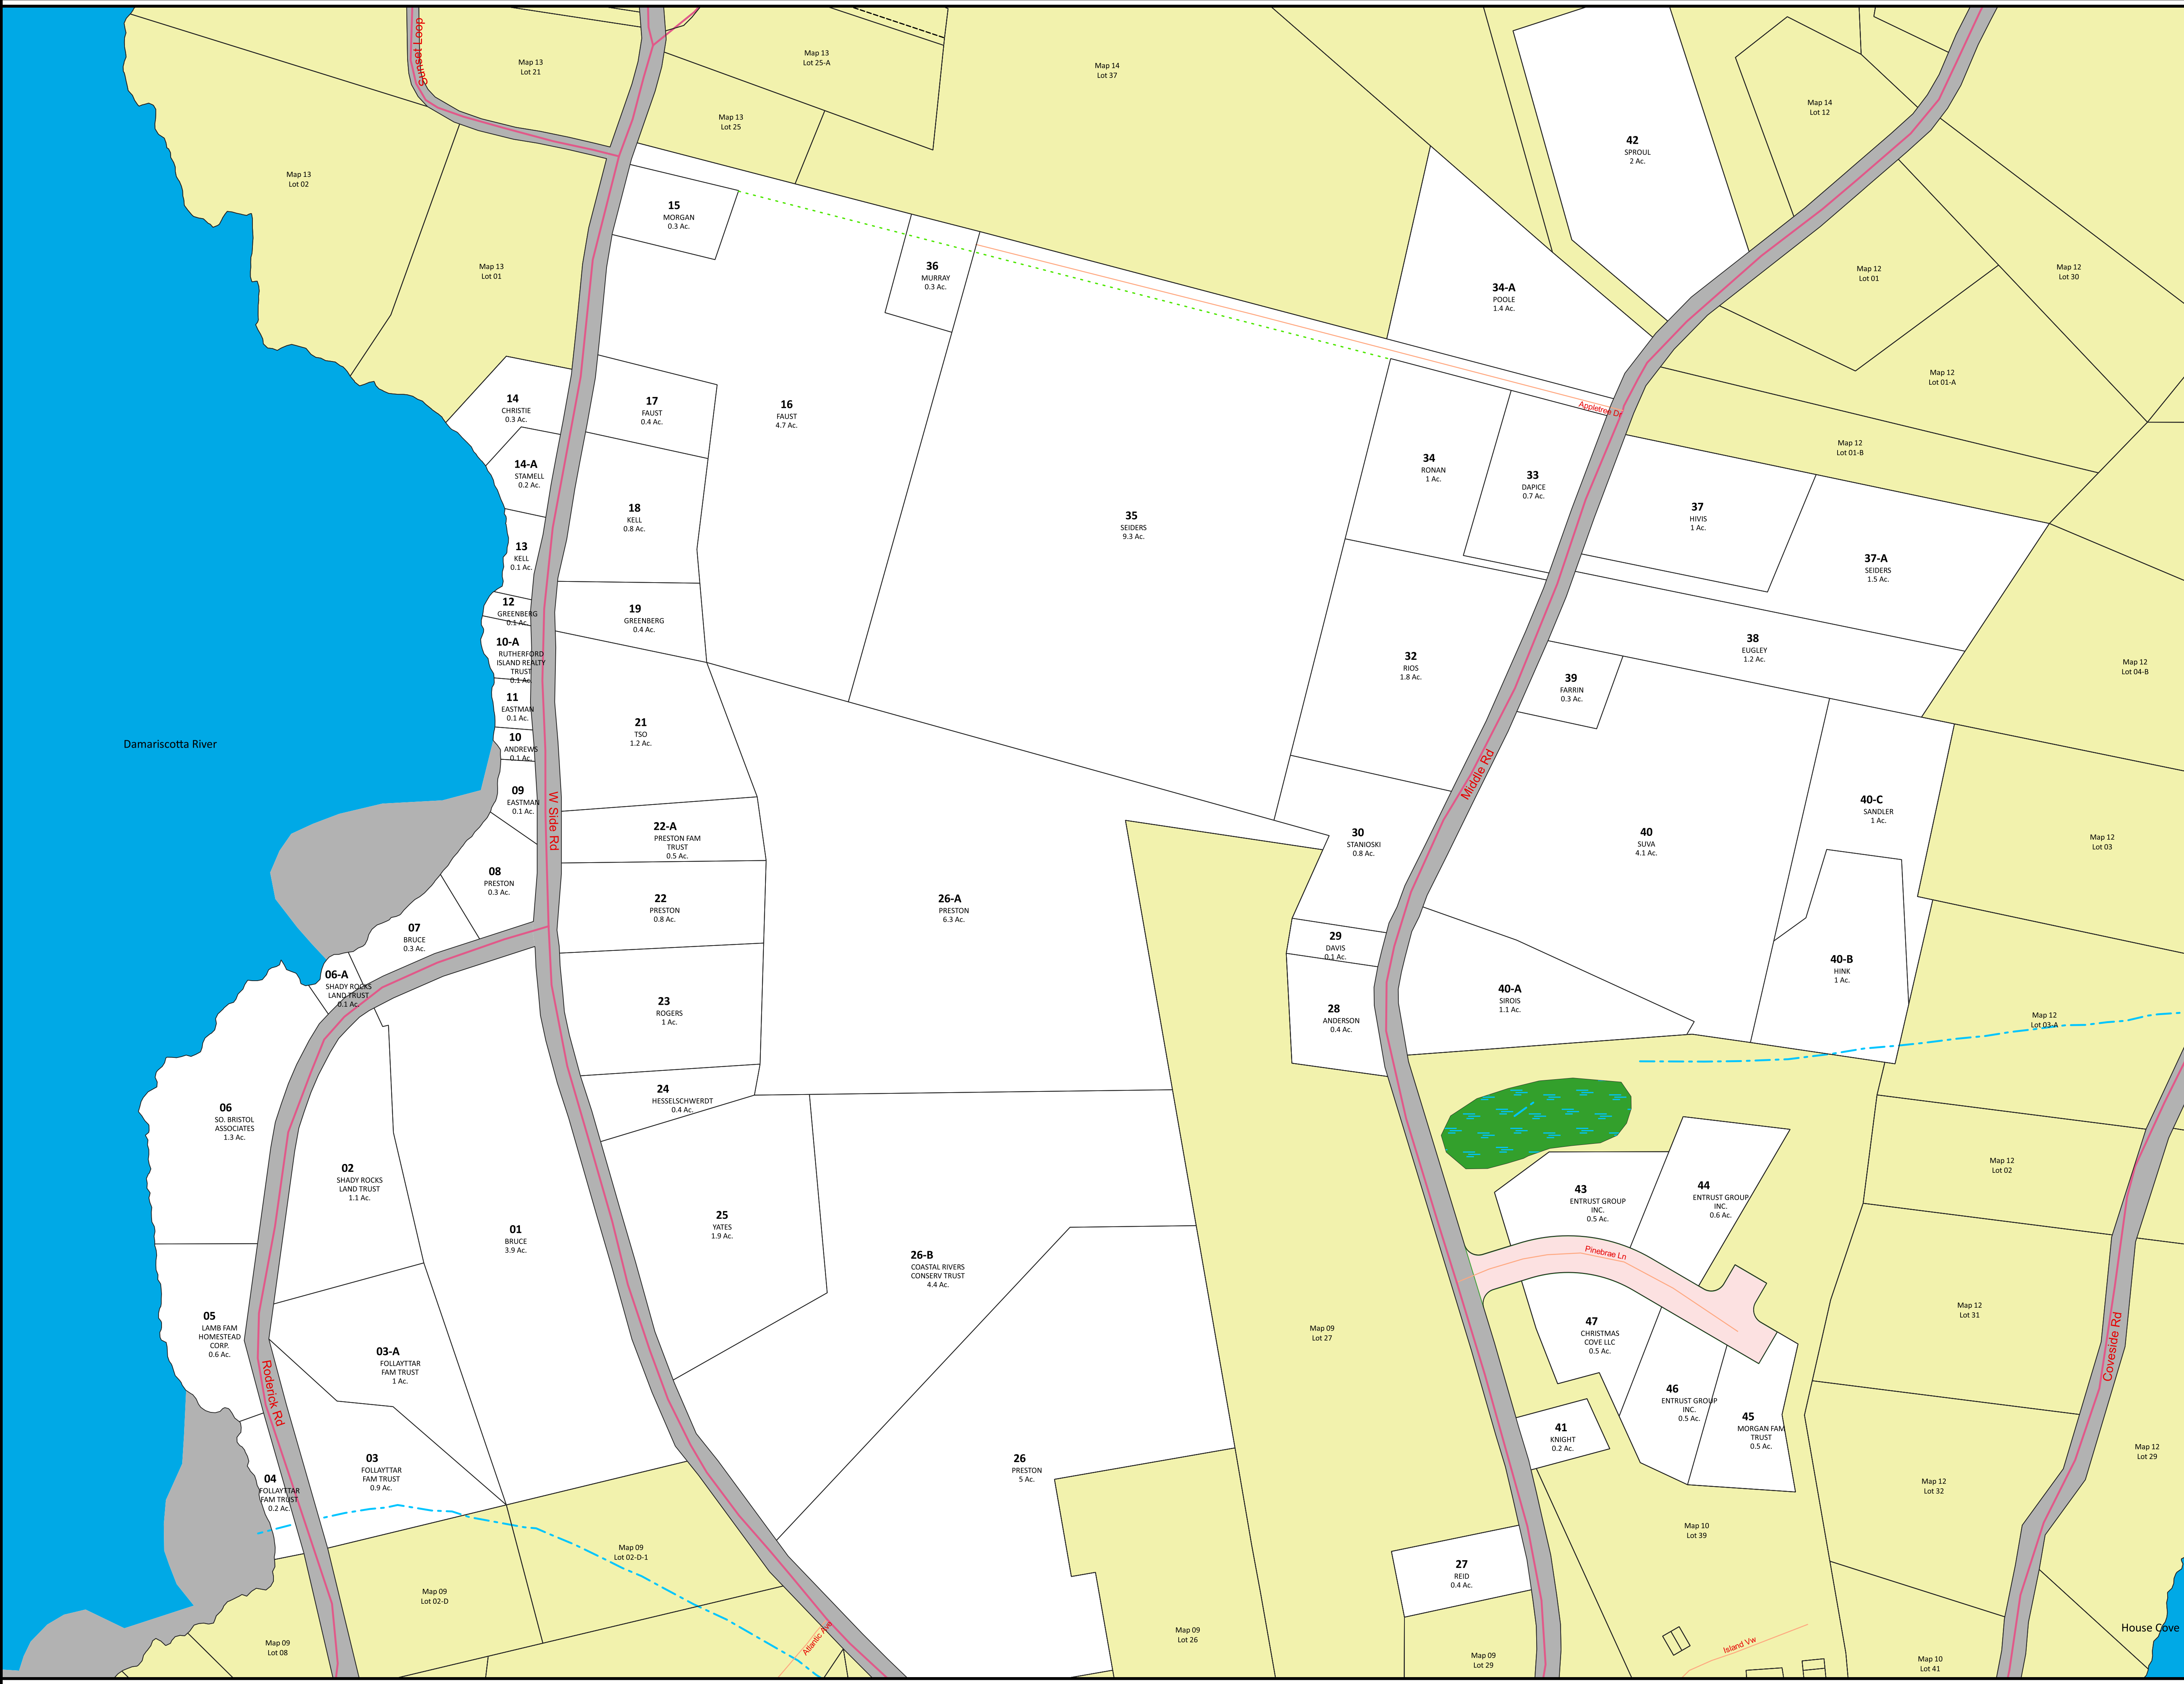 Sunset Loop
Map 13
Lot 21
Map 13
Lot 25-A
Map 14
Lot 37
Map 13
Lot 25
Map 14
Lot 12
42
SPROUL
2 Ac.
Map 13
Lot 02
15
MORGAN
0.3 Ac.
Map 13
Lot 01
36
MURRAY
0.3 Ac.
34-A
POOLE
1.4 Ac.
Map 12
Lot 01
Map 12
Lot 30
Map 12
Lot 01-A
14
CHRISTIE
0.3 Ac.
17
FAUST
0.4 Ac.
16
FAUST
4.7 Ac.
Appletree Dr
Map 12
Lot 01-B
14-A
STAMELL
0.2 Ac.
34
RONAN
1 Ac.
33
DAPICE
0.7 Ac.
18
KELL
0.8 Ac.
35
SEIDERS
9.3 Ac.
37
HIVIS
1 Ac.
37-A
SEIDERS
1.5 Ac.
13
KELL
0.1 Ac.
12
GREENBERG
0.1 Ac.
19
GREENBERG
0.4 Ac.
10-A
RUTHERFORD
ISLAND REALTY
TRUST
0.1 Ac.
32
RIOS
1.8 Ac.
38
EUGLEY
1.2 Ac.
Map 12
Lot 04-B
39
FARRIN
0.3 Ac.
11
EASTMAN
0.1 Ac.
21
TSO
1.2 Ac.
Damariscotta River
10
ANDREWS
0.1 Ac.
Middle Rd
09
EASTMAN
0.1 Ac.
W Side Rd
22-A
PRESTON FAM
TRUST
0.5 Ac.
30
STANIOSKI
0.8 Ac.
40
SUVA
4.1 Ac.
40-C
SANDLER
1 Ac.
Map 12
Lot 03
08
PRESTON
0.3 Ac.
22
PRESTON
0.8 Ac.
26-A
PRESTON
6.3 Ac.
07
BRUCE
0.3 Ac.
29
DAVIS
0.1 Ac.
40-B
HINK
1 Ac.
06-A
SHADY ROCKS
LAND TRUST
0.1 Ac.
23
ROGERS
1 Ac.
28
ANDERSON
0.4 Ac.
40-A
SIROIS
1.1 Ac.
Map 12
Lot 03-A
24
HESSELSCHWERDT
0.4 Ac.
06
SO. BRISTOL
ASSOCIATES
1.3 Ac.
02
SHADY ROCKS
LAND TRUST
1.1 Ac.
Map 12
Lot 02
43
ENTRUST GROUP
INC.
0.5 Ac.
44
ENTRUST GROUP
INC.
0.6 Ac.
01
BRUCE
3.9 Ac.
25
YATES
1.9 Ac.
26-B
COASTAL RIVERS
CONSERV TRUST
4.4 Ac.
Pinebrae Ln
Map 12
Lot 31
05
LAMB FAM
HOMESTEAD
CORP.
0.6 Ac.
Map 09
Lot 27
47
CHRISTMAS
COVE LLC
0.5 Ac.
Coveside Rd
03-A
FOLLAYTTAR
FAM TRUST
1 Ac.
Roderick Rd
46
ENTRUST GROUP
INC.
0.5 Ac.
45
MORGAN FAM
TRUST
0.5 Ac.
41
KNIGHT
0.2 Ac.
Map 12
Lot 29
03
FOLLAYTTAR
FAM TRUST
0.9 Ac.
26
PRESTON
5 Ac.
04
FOLLAYTTAR
FAM TRUST
0.2 Ac.
Map 12
Lot 32
Map 10
Lot 39
Map 09
Lot 02-D-1
27
REID
0.4 Ac.
Map 09
Lot 02-D
Atlantic Ave
Map 09
Lot 26
House Cove
Map 09
Lot 08
Island Vw
Map 09
Lot 29
Map 10
Lot 41